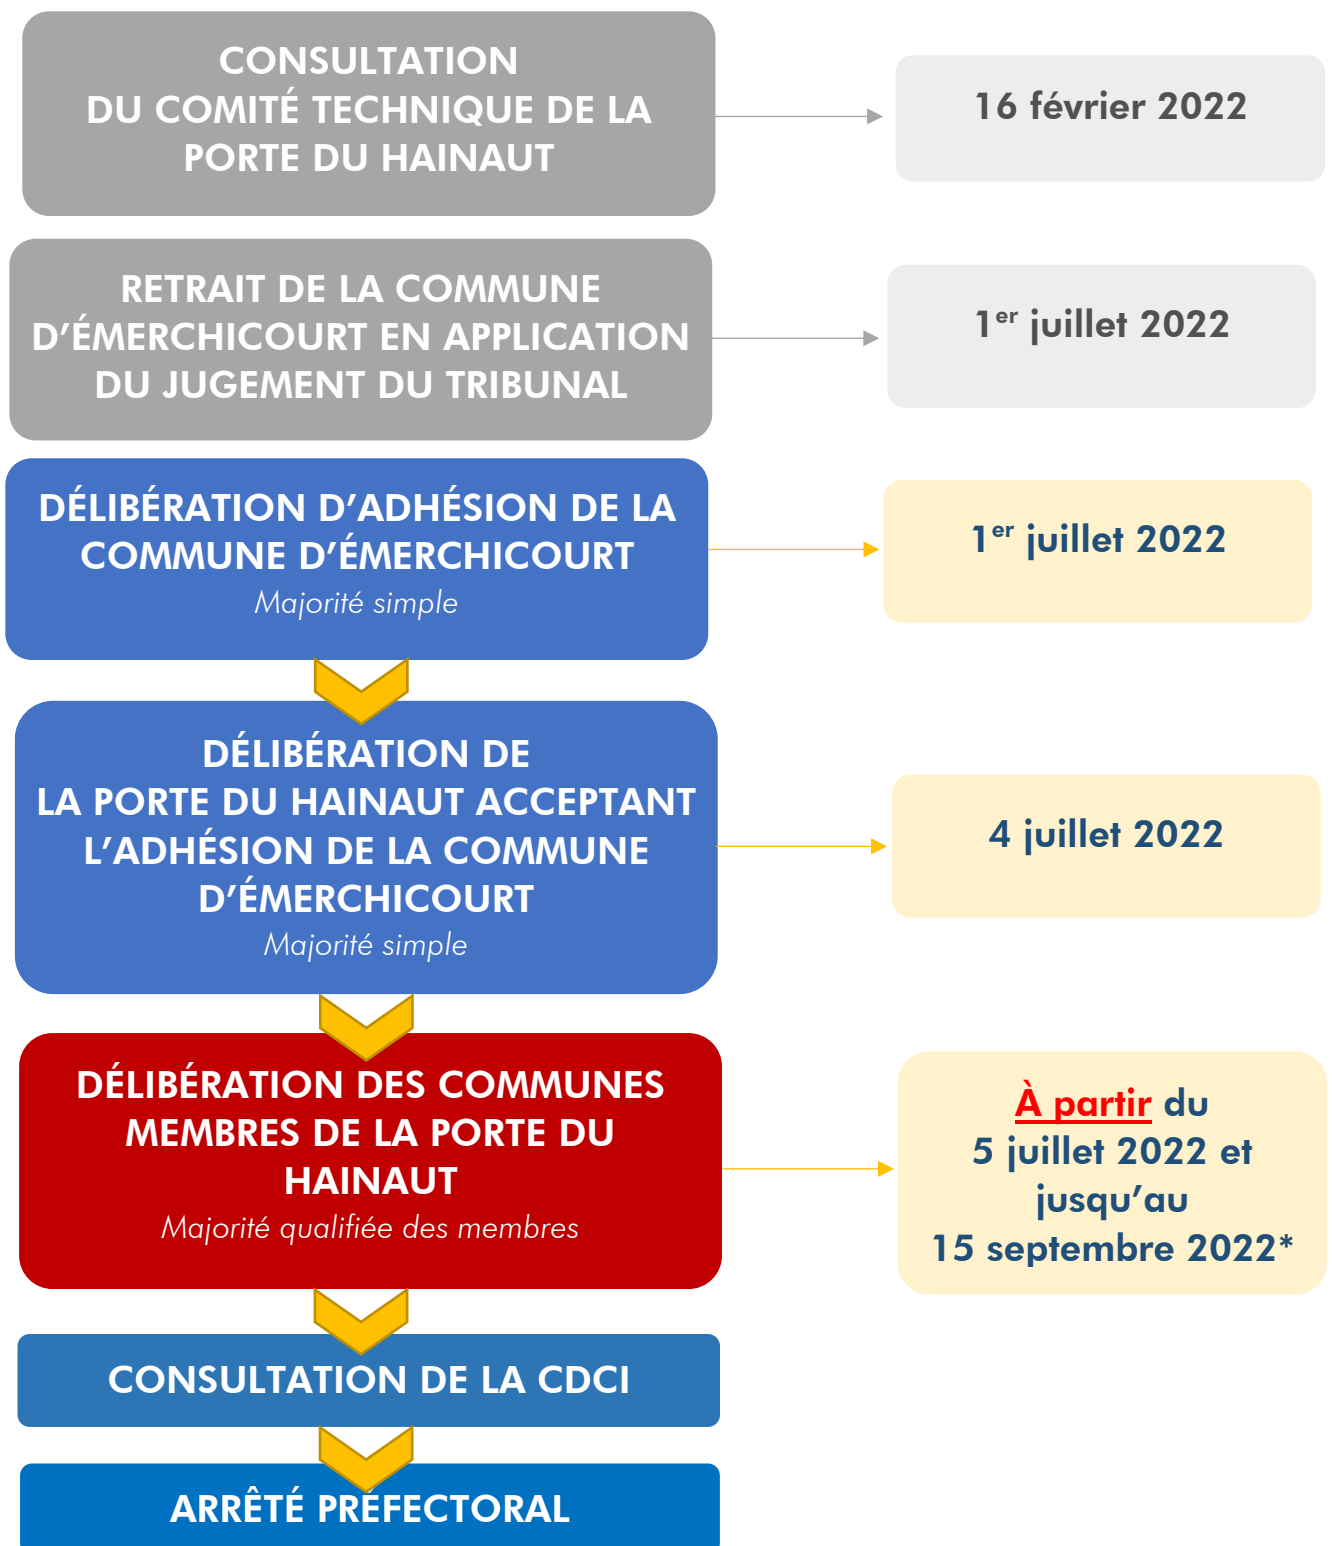 CONSULTATION
DU COMITÉ TECHNIQUE DE LA
PORTE DU HAINAUT
16 février 2022
RETRAIT DE LA COMMUNE
D’ÉMERCHICOURT EN APPLICATION
DU JUGEMENT DU TRIBUNAL
1er juillet 2022
DÉLIBÉRATION D’ADHÉSION DE LA
COMMUNE D’ÉMERCHICOURT
Majorité simple
1er juillet 2022
DÉLIBÉRATION DE
LA PORTE DU HAINAUT ACCEPTANT
L’ADHÉSION DE LA COMMUNE
D’ÉMERCHICOURT
Majorité simple
4 juillet 2022
DÉLIBÉRATION DES COMMUNES
MEMBRES DE LA PORTE DU
HAINAUT
Majorité qualifiée des membres
À partir du
5 juillet 2022 et
jusqu’au
15 septembre 2022*
CONSULTATION DE LA CDCI
ARRÊTÉ PRÉFECTORAL